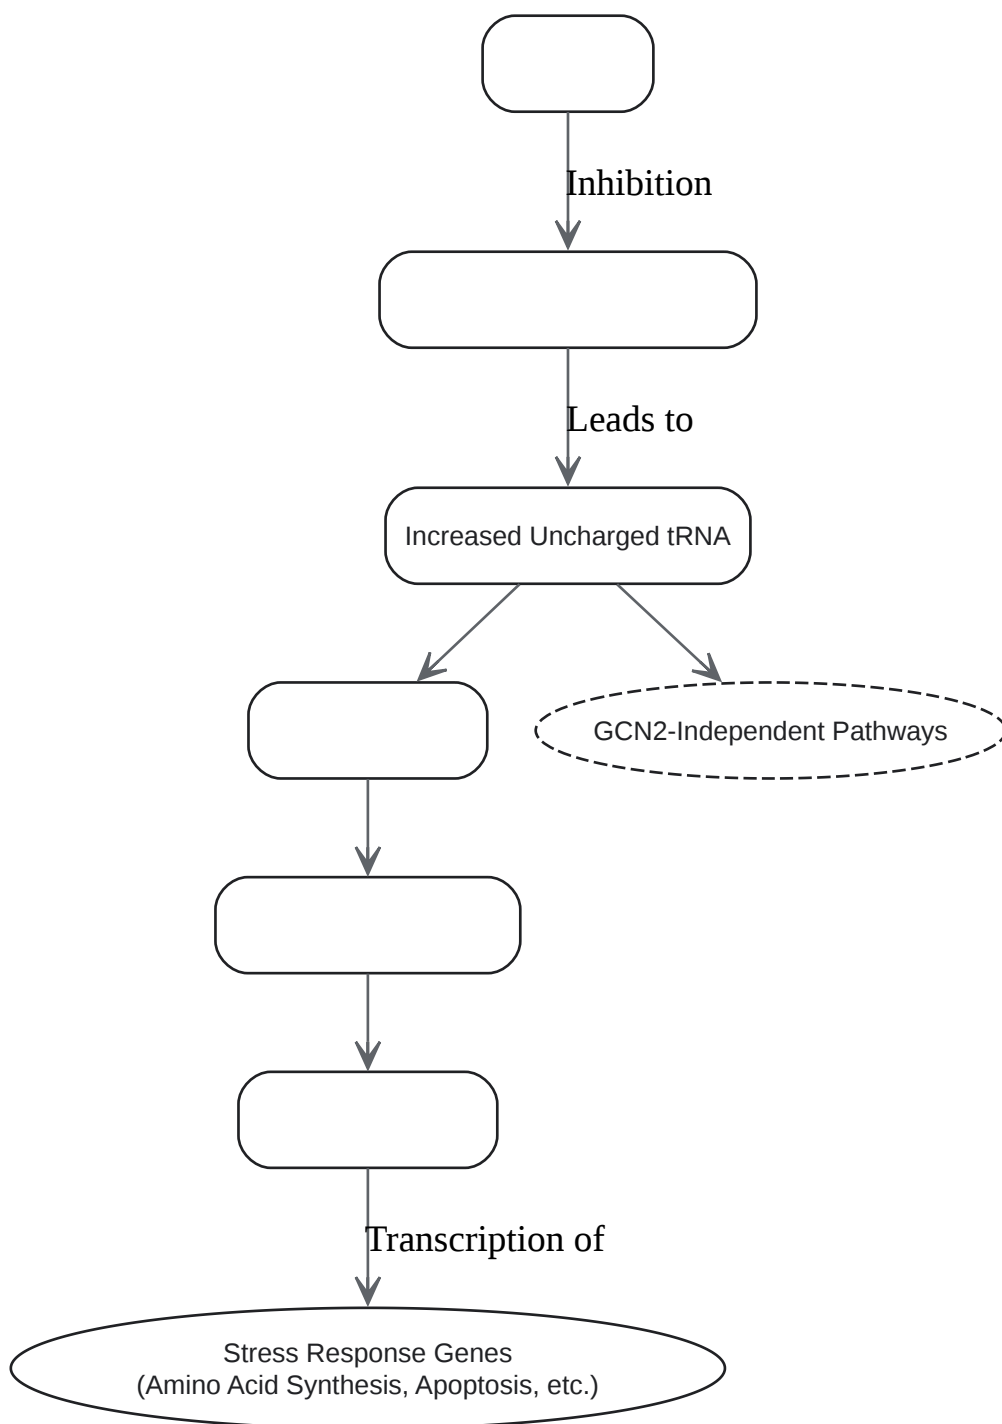 Inhibition
Leads to
Increased Uncharged tRNA
GCN2-Independent Pathways
Transcription of
Stress Response Genes
(Amino Acid Synthesis, Apoptosis, etc.)